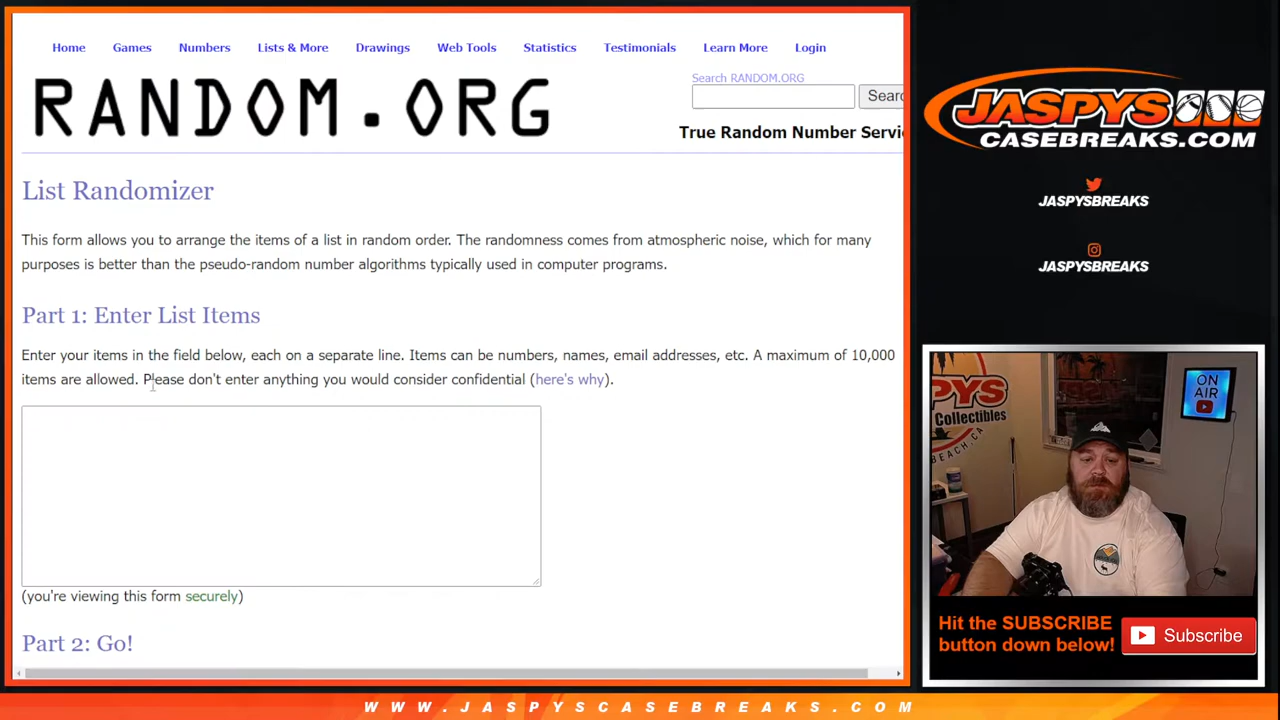 Home Games Numbers Lists & More Drawings Web Tools Statistics Testimonials Learn More Login
RANDOM.ORG
Search RANDOM.ORG
Searc
True Random Number Servi
List Randomizer
This form allows you to arrange the items of a list in random order. The randomness comes from atmospheric noise, which for many
purposes is better than the pseudo-random number algorithms typically used in computer programs.
Part 1: Enter List Items
Enter your items in the field below, each on a separate line. Items can be numbers, names, email addresses, etc. A maximum of 10,000
items are allowed. Please don't enter anything you would consider confidential (here's why).
(you're viewing this form securely)
Part 2: Go!
JASPYS
CASEBREAKS.COM
JASPYSBREAKS
JASPYSBREAKS
PYS
Collectibles
BEACH.CA
ON
AIR
Hit the SUBSCRIBE
button down below!
Subscribe
WWW.JASPYSCASEBREAKS.COM